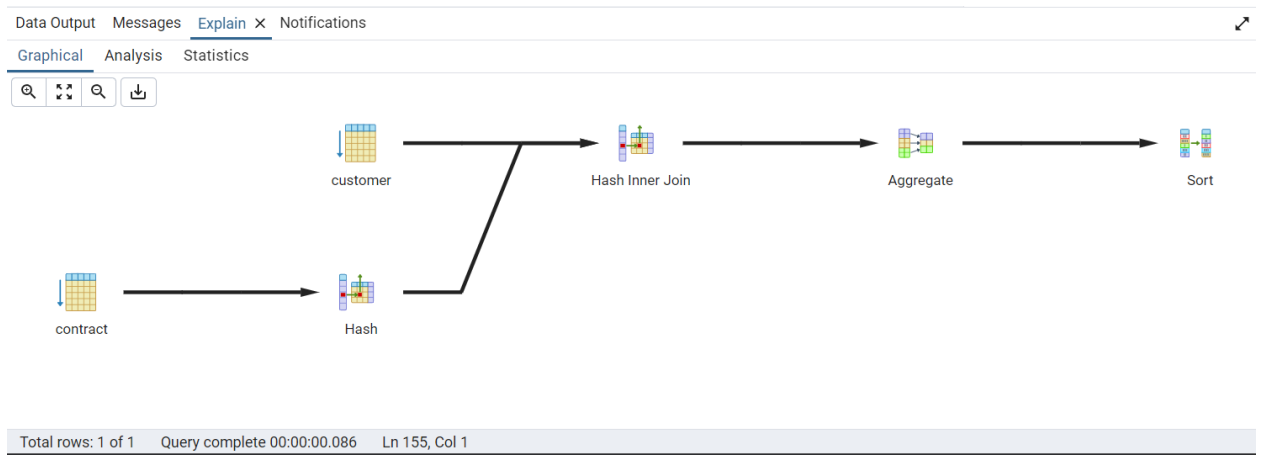 Data Output Messages Explain Notifications
Graphical Analysis Statistics
customer
Hash Inner Join
Aggregate
Sort
contract
Hash
Total rows: 1 of 1 Query complete 00:00:00.086 Ln 155, Col 1